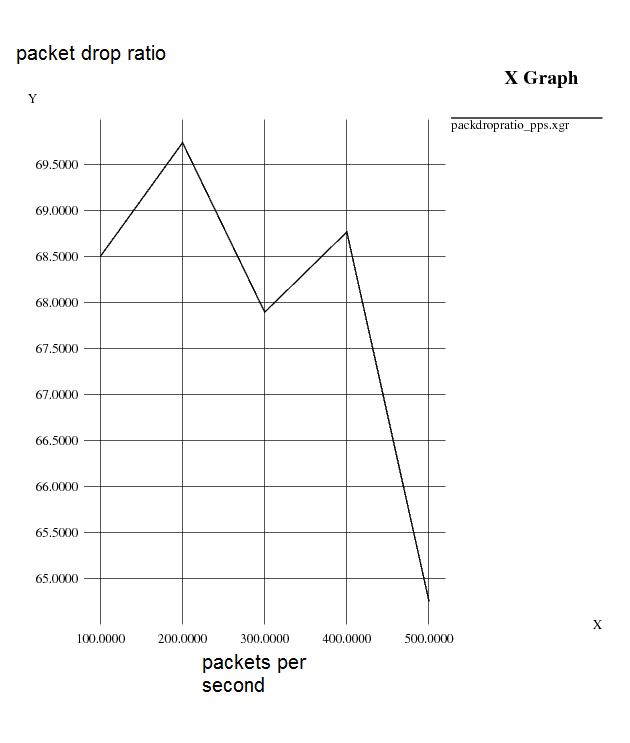 packet drop ratio
X Graph
Y
packdropratio_pps.xgr
69.5000
69.0000
68.5000
68.0000
67.5000
67.0000
66.5000
66.0000
65.5000
65.0000
X
100.0000 200.0000 300.0000 400.0000 500.0000
packets per
second